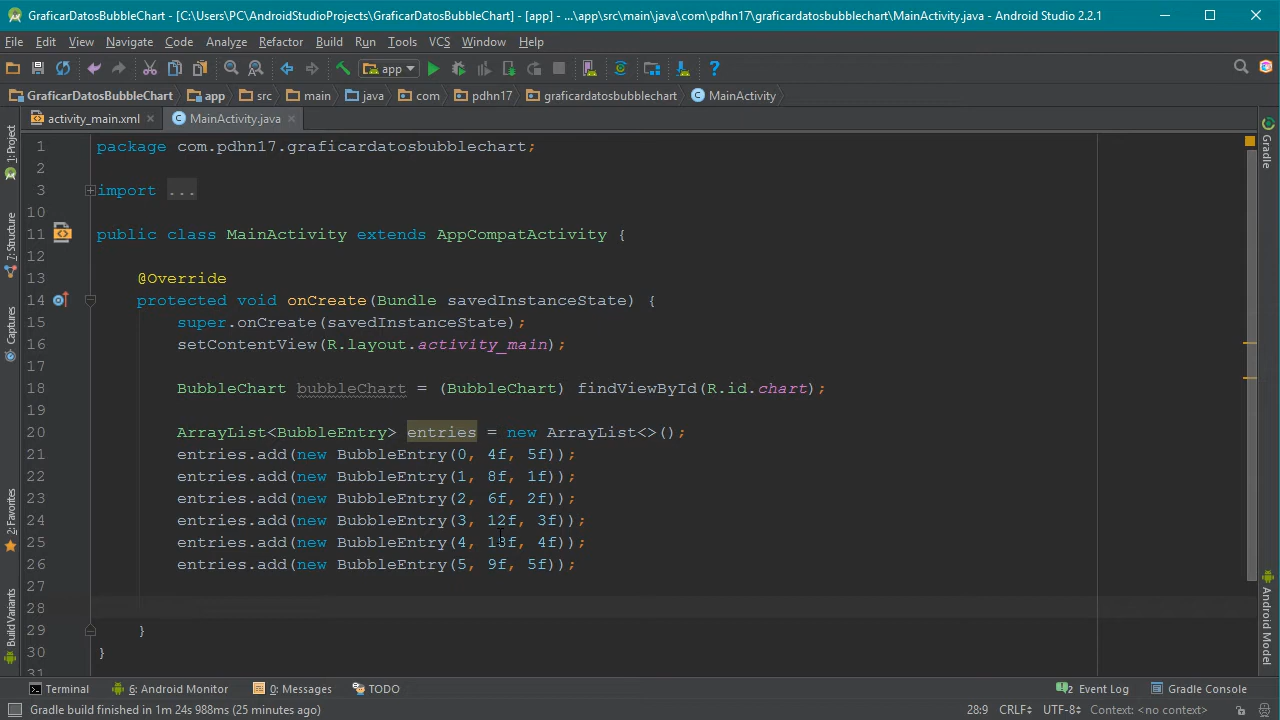 GraficarDatosBubbleChart - [C:\Users\PC\AndroidStudioProjects\GraficarDatosBubbleChart] - [app] - ...\app\src\main\java\com\pdhn17\graficardatosbubblechart\MainActivity.java - Android Studio 2.2.1
File Edit View Navigate Code Analyze Refactor Build Run Tools VCS Window Help
app
GraficarDatosBubbleChart app src main java com pdhn17 graficardatosbubblechart MainActivity
activity_main.xml MainActivity.java
1 package com.pdhn17.graficardatosbubblechart;
2
3 import ...
10
11 public class MainActivity extends AppCompatActivity {
12
13 @Override
14 protected void onCreate(Bundle savedInstanceState) {
15 super.onCreate(savedInstanceState);
16 setContentView(R.layout.activity_main);
17
18 BubbleChart bubbleChart = (BubbleChart) findViewById(R.id.chart);
19
20 ArrayList<BubbleEntry> entries = new ArrayList<>();
21 entries.add(new BubbleEntry(0, 4f, 5f));
22 entries.add(new BubbleEntry(1, 8f, 1f));
23 entries.add(new BubbleEntry(2, 6f, 2f));
24 entries.add(new BubbleEntry(3, 12f, 3f));
25 entries.add(new BubbleEntry(4, 18f, 4f));
26 entries.add(new BubbleEntry(5, 9f, 5f));
27
28
29 }
30 }
31
1: Project
7: Structure
Captures
2: Favorites
Build Variants
Gradle
Android Model
Terminal 6: Android Monitor 0: Messages TODO 2 Event Log Gradle Console
Gradle build finished in 1m 24s 988ms (25 minutes ago) 28:9 CRLF UTF-8 Context: <no context>